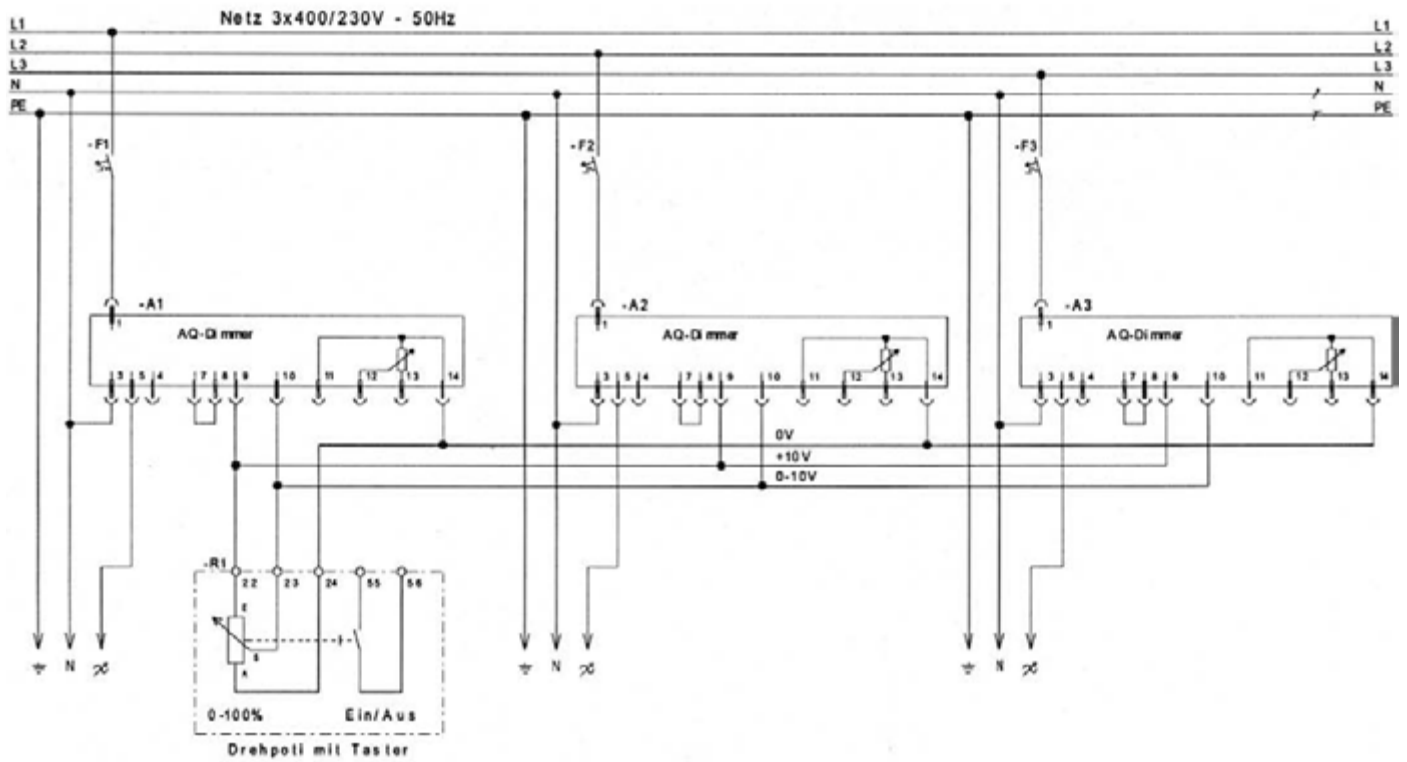 Netz 3x400/230V - 50Hz
L1 L1
L2 L2
L3 L3
N N
PE PE
-F1 -F2 -F3
-A1 -A2 -A3
1 1 1
AQ-Dimmer AQ-Dimmer AQ-Dimmer
3 5 4 7 8 9 10 11 12 13 14 3 5 4 7 8 9 10 11 12 13 14 3 5 4 7 8 9 10 11 12 13 14
0V
+10V
0-10V
-R1
22 23 24 55 56
E
S
A
N N N
0-100% Ein/Aus
Drehpoti mit Taster